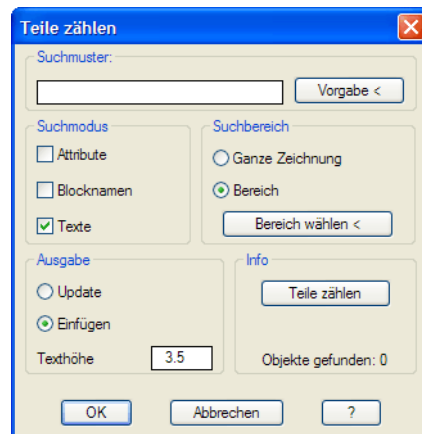 Teile zählen
Suchmuster:
Vorgabe <
Suchmodus
Attribute
Blocknamen
Texte
Suchbereich
Ganze Zeichnung
Bereich
Bereich wählen <
Ausgabe
Update
Einfügen
Texthöhe 3.5
Info
Teile zählen
Objekte gefunden: 0
OK Abbrechen ?